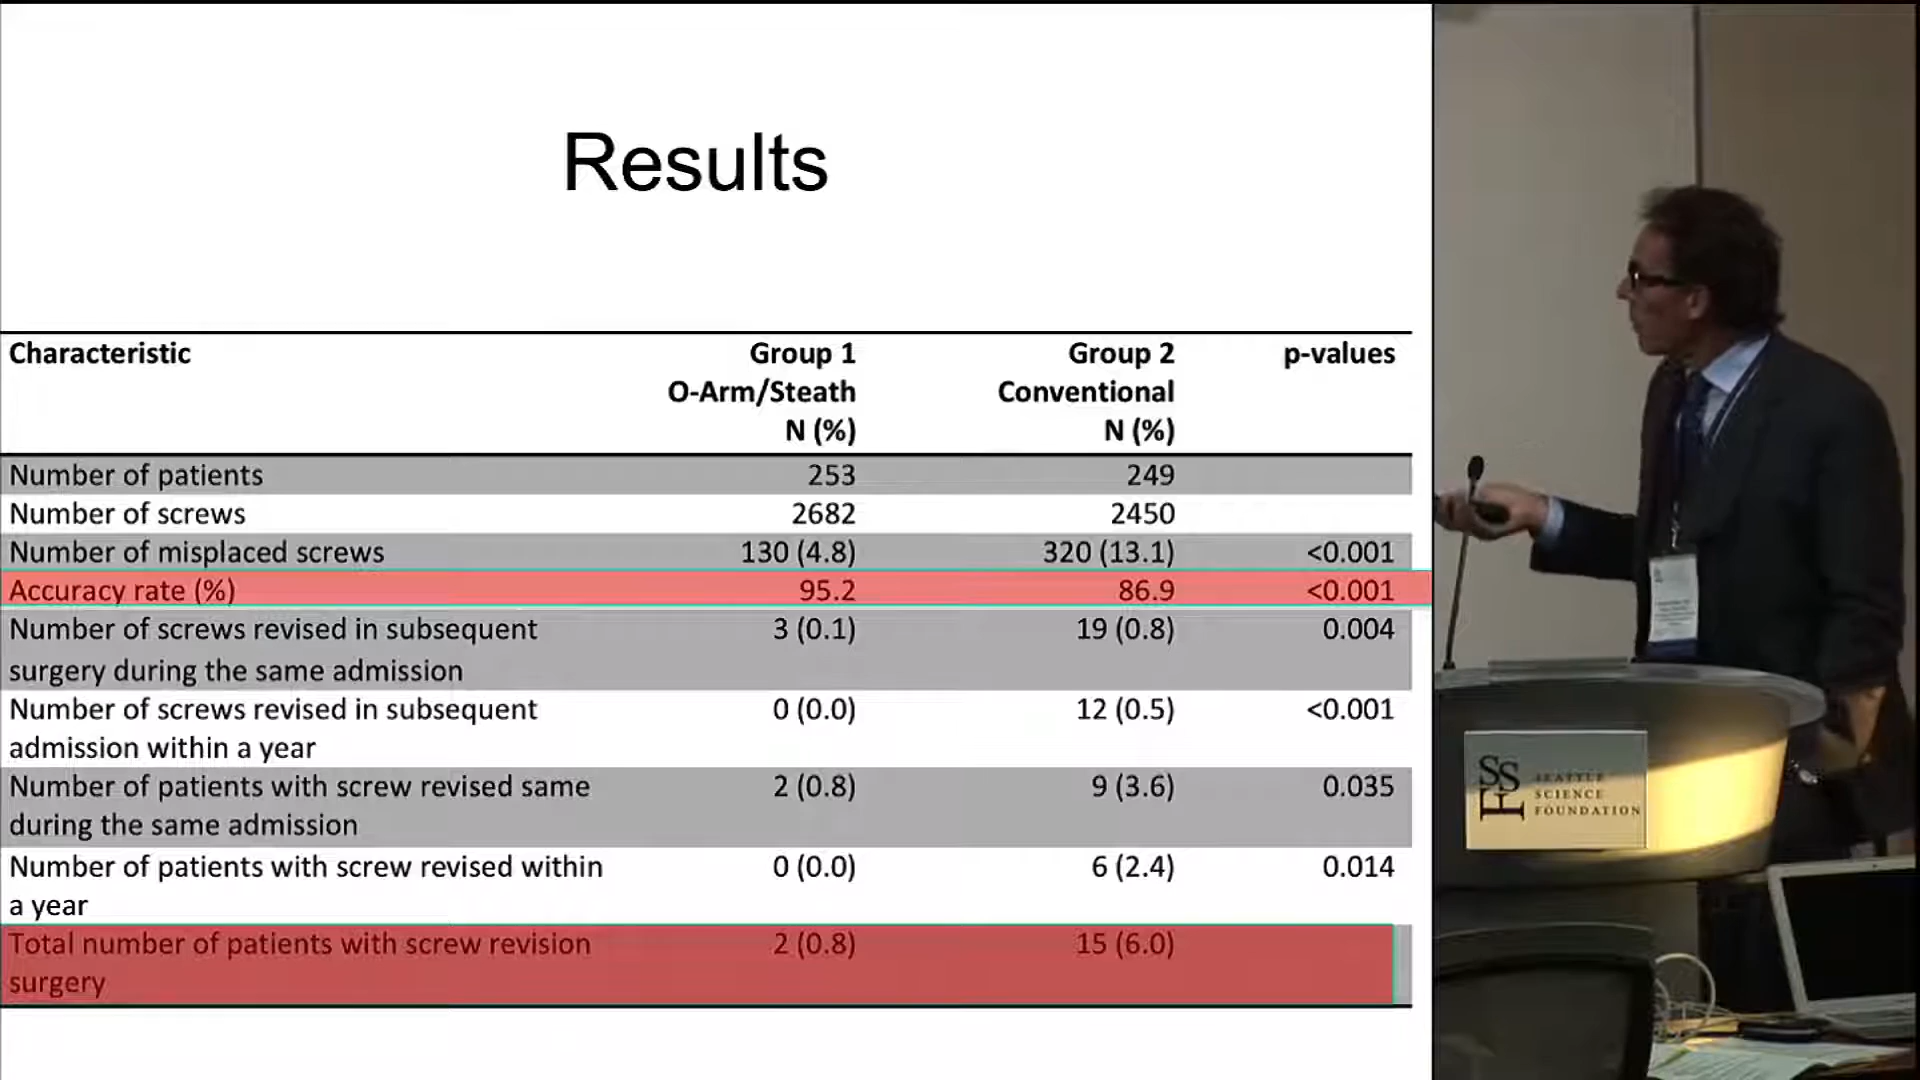 Results
Characteristic Group 1 Group 2 p-values
O-Arm/Steath Conventional
N (%) N (%)
Number of patients 253 249
Number of screws 2682 2450
Number of misplaced screws 130 (4.8) 320 (13.1) <0.001
Accuracy rate (%) 95.2 86.9 <0.001
Number of screws revised in subsequent 3 (0.1) 19 (0.8) 0.004
surgery during the same admission
Number of screws revised in subsequent 0 (0.0) 12 (0.5) <0.001
admission within a year
Number of patients with screw revised same 2 (0.8) 9 (3.6) 0.035
during the same admission
Number of patients with screw revised within 0 (0.0) 6 (2.4) 0.014
a year
Total number of patients with screw revision 2 (0.8) 15 (6.0)
surgery
SSF
SEATTLE
SCIENCE
FOUNDATION